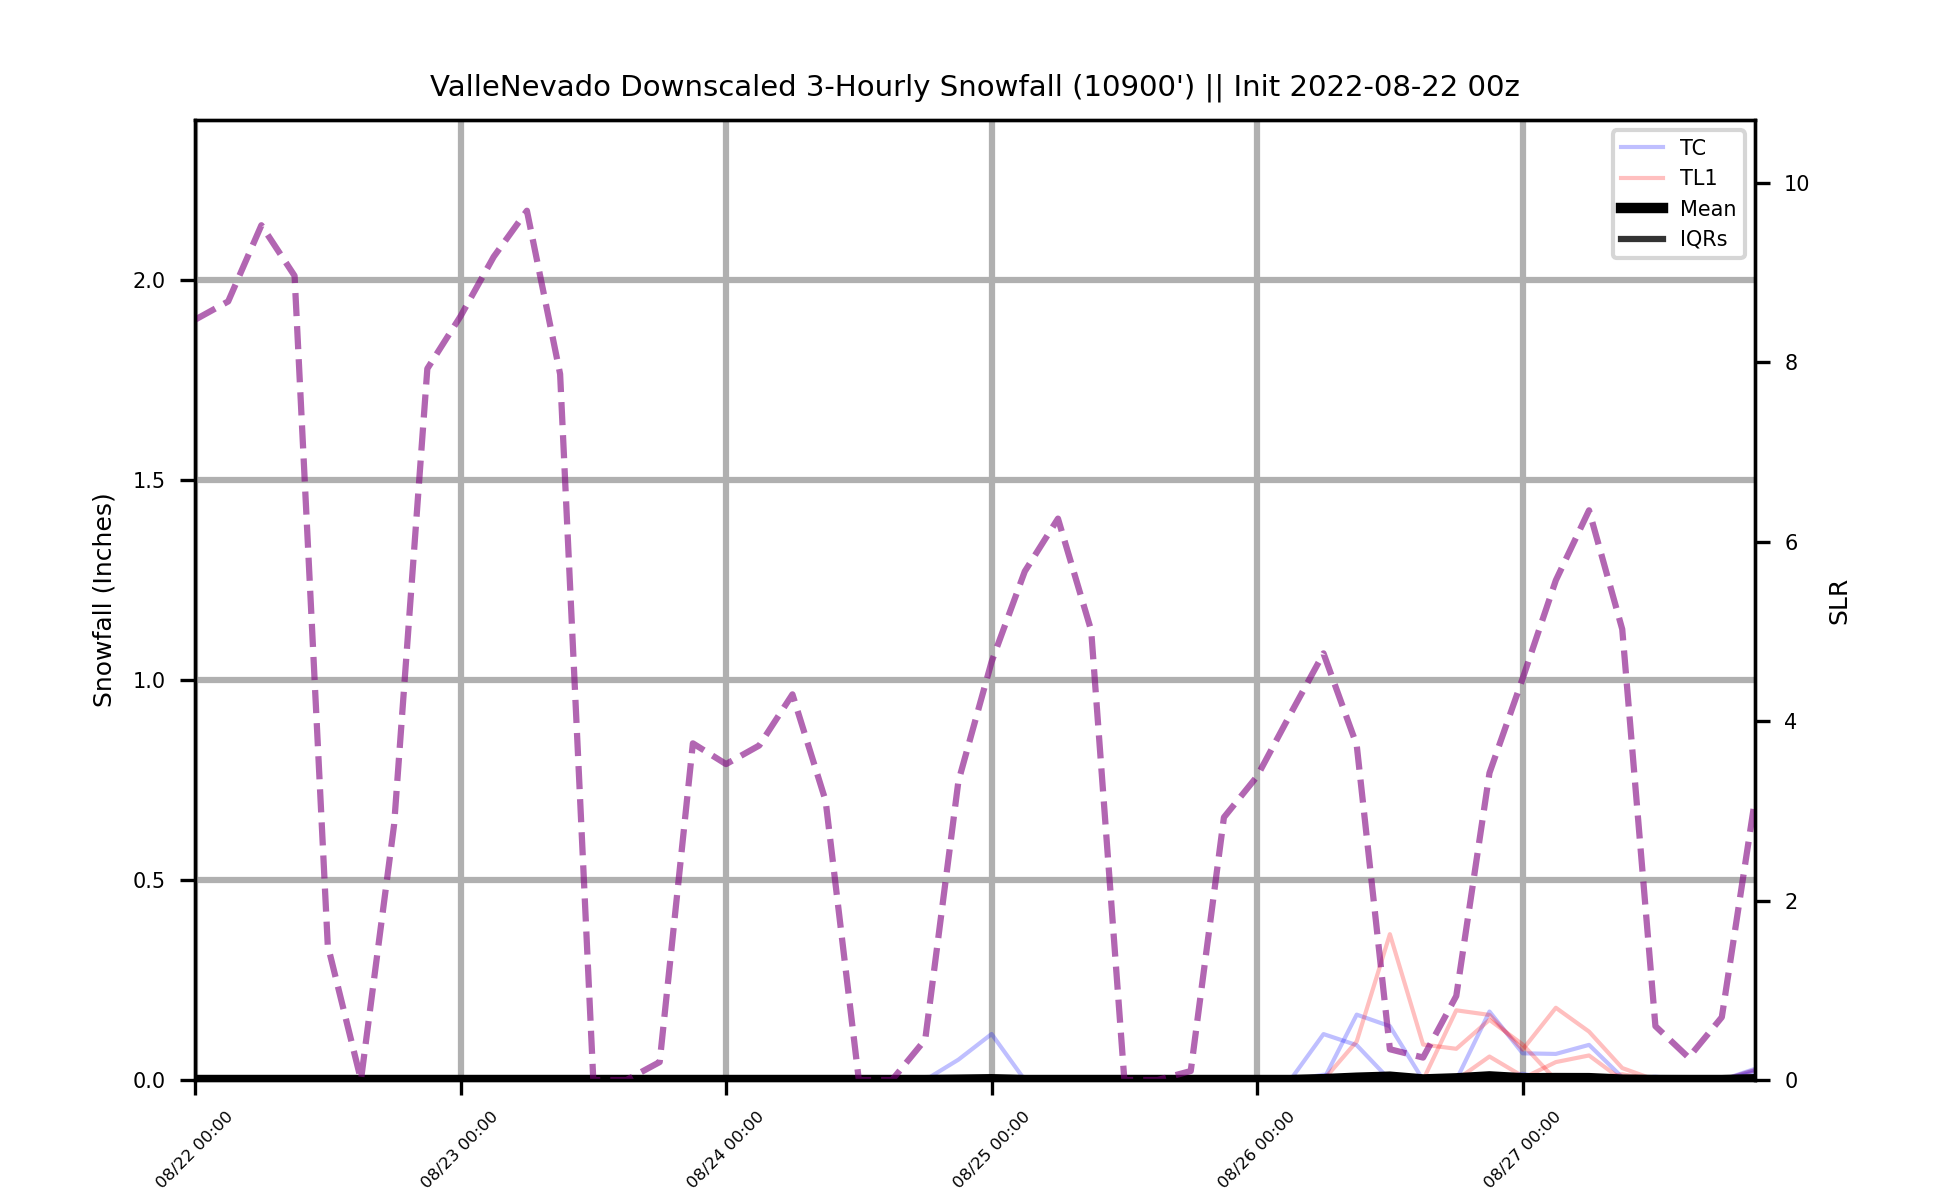 ValleNevado Downscaled 3-Hourly Snowfall (10900') || Init 2022-08-22 00z
TC
TL1
Mean
IQRs
Snowfall (Inches)
2.0
1.5
1.0
0.5
0.0
10
8
6
4
2
0
SLR
08/22 00:00
08/23 00:00
08/24 00:00
08/25 00:00
08/26 00:00
08/27 00:00